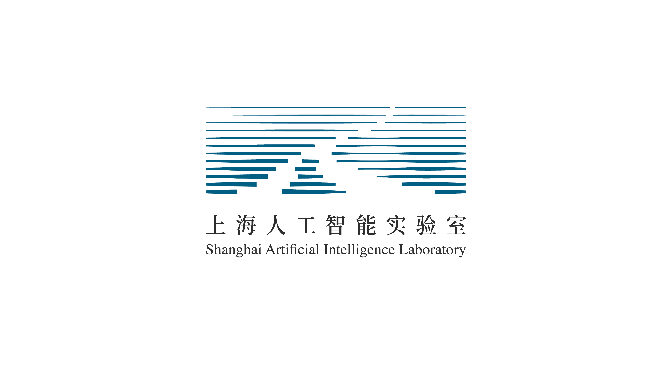 上海人工智能实验室
Shanghai Artificial Intelligence Laboratory